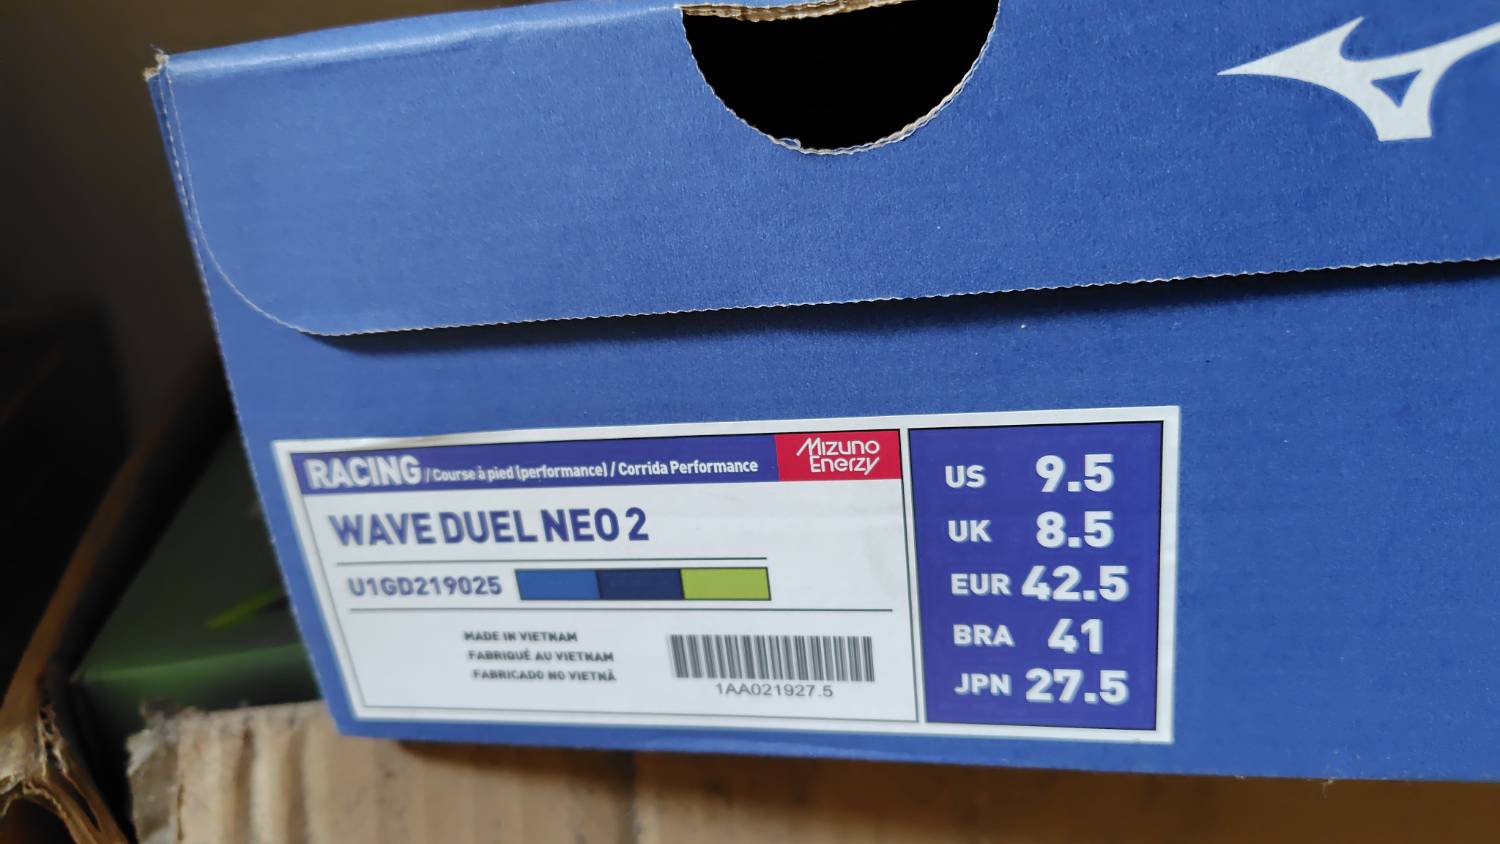 RACING / Course à pied (performance) / Corrida Performance
Mizuno
Enerzy
WAVE DUEL NEO 2
U1GD219025
MADE IN VIETNAM
FABRIQUÉ AU VIETNAM
FABRICADO NO VIETNÃ
1AA021927.5
US 9.5
UK 8.5
EUR 42.5
BRA 41
JPN 27.5